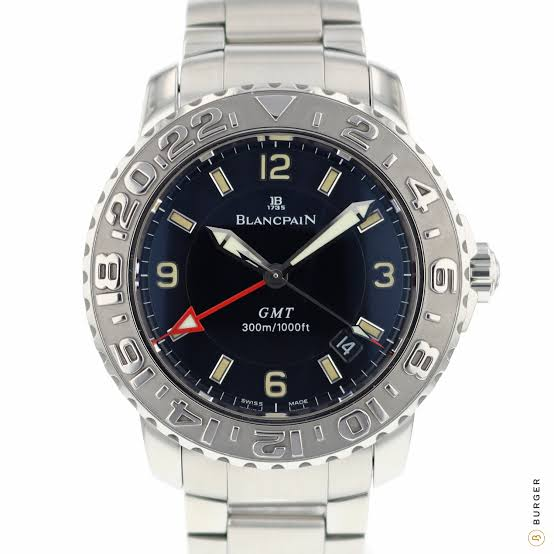 22
2
20
4
12
JB
1735
BLANCPAIN
18
9
3
6
GMT
300m/1000ft
14
16
8
6
SWISS MADE
14
12
10
BURGER